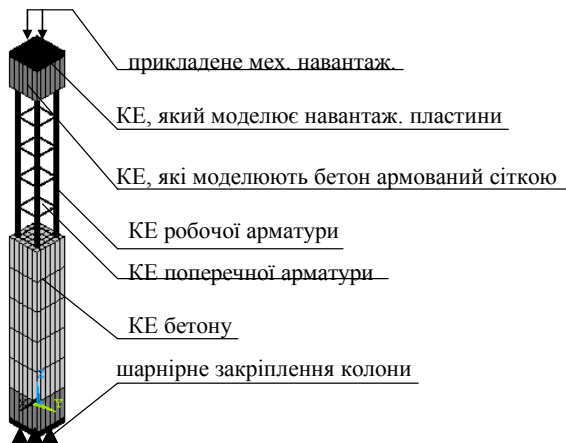 прикладене мех. навантаж.
КЕ, який моделює навантаж. пластини
КЕ, які моделюють бетон армований сіткою
КЕ робочої арматури
КЕ поперечної арматури
КЕ бетону
шарнірне закріплення колони
Z
X
Y